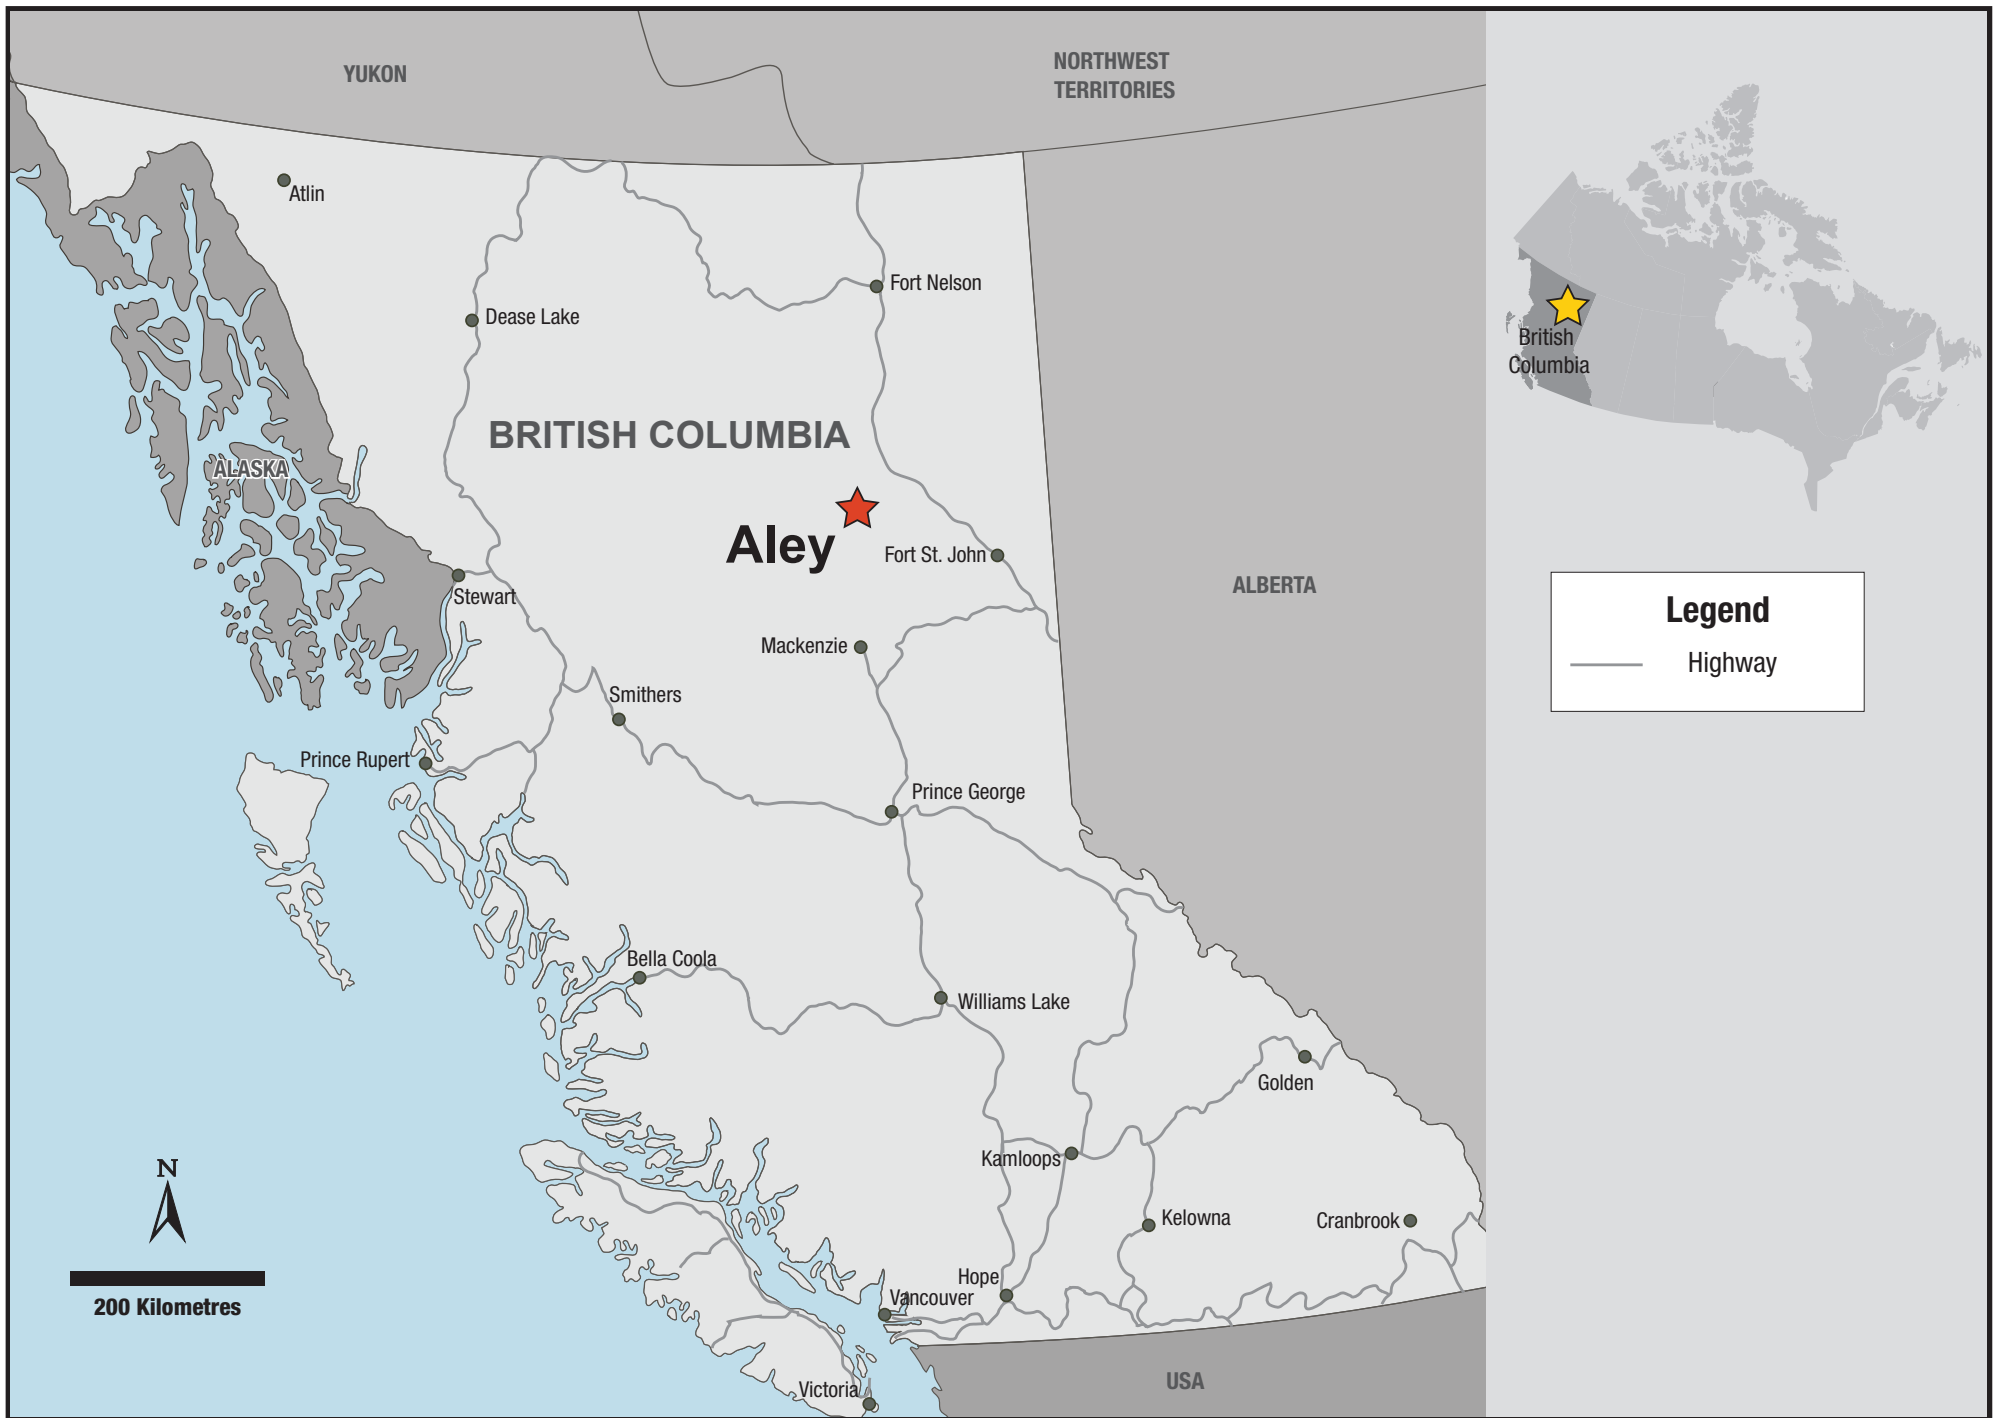 YUKON
NORTHWEST
TERRITORIES
Atlin
Fort Nelson
Dease Lake
British
Columbia
BRITISH COLUMBIA
ALASKA
Aley
Fort St. John
ALBERTA
Stewart
Legend
Highway
Mackenzie
Smithers
Prince Rupert
Prince George
Bella Coola
Williams Lake
Golden
Kamloops
N
Kelowna
Cranbrook
Hope
Vancouver
200 Kilometres
USA
Victoria